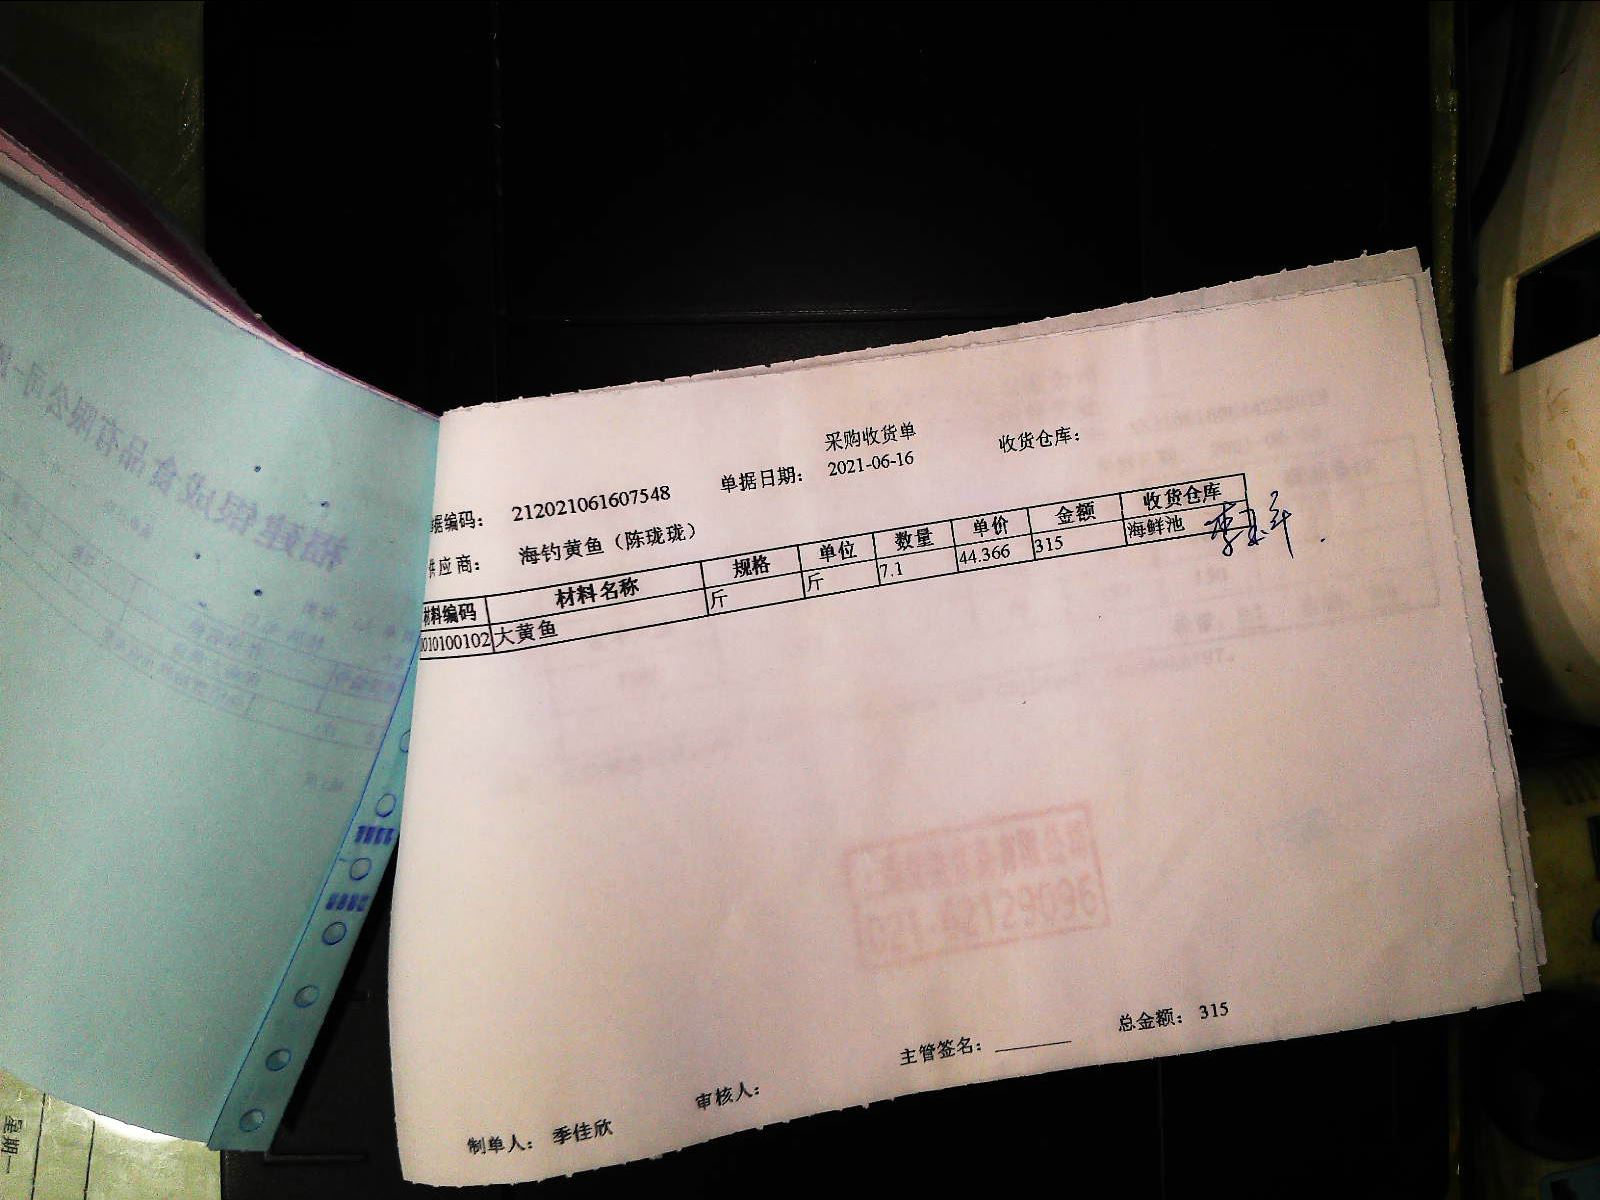 采购收货单
据编码： 212021061607548 单据日期： 2021-06-16 收货仓库：
供应商： 海钓黄鱼（陈珑珑）
材料编码 材料名称 规格 单位 数量 单价 金额 收货仓库
0010100102 大黄鱼 斤 斤 7.1 44.366 315 海鲜池
主管签名： 总金额： 315
制单人： 季佳欣 审核人：
星期一